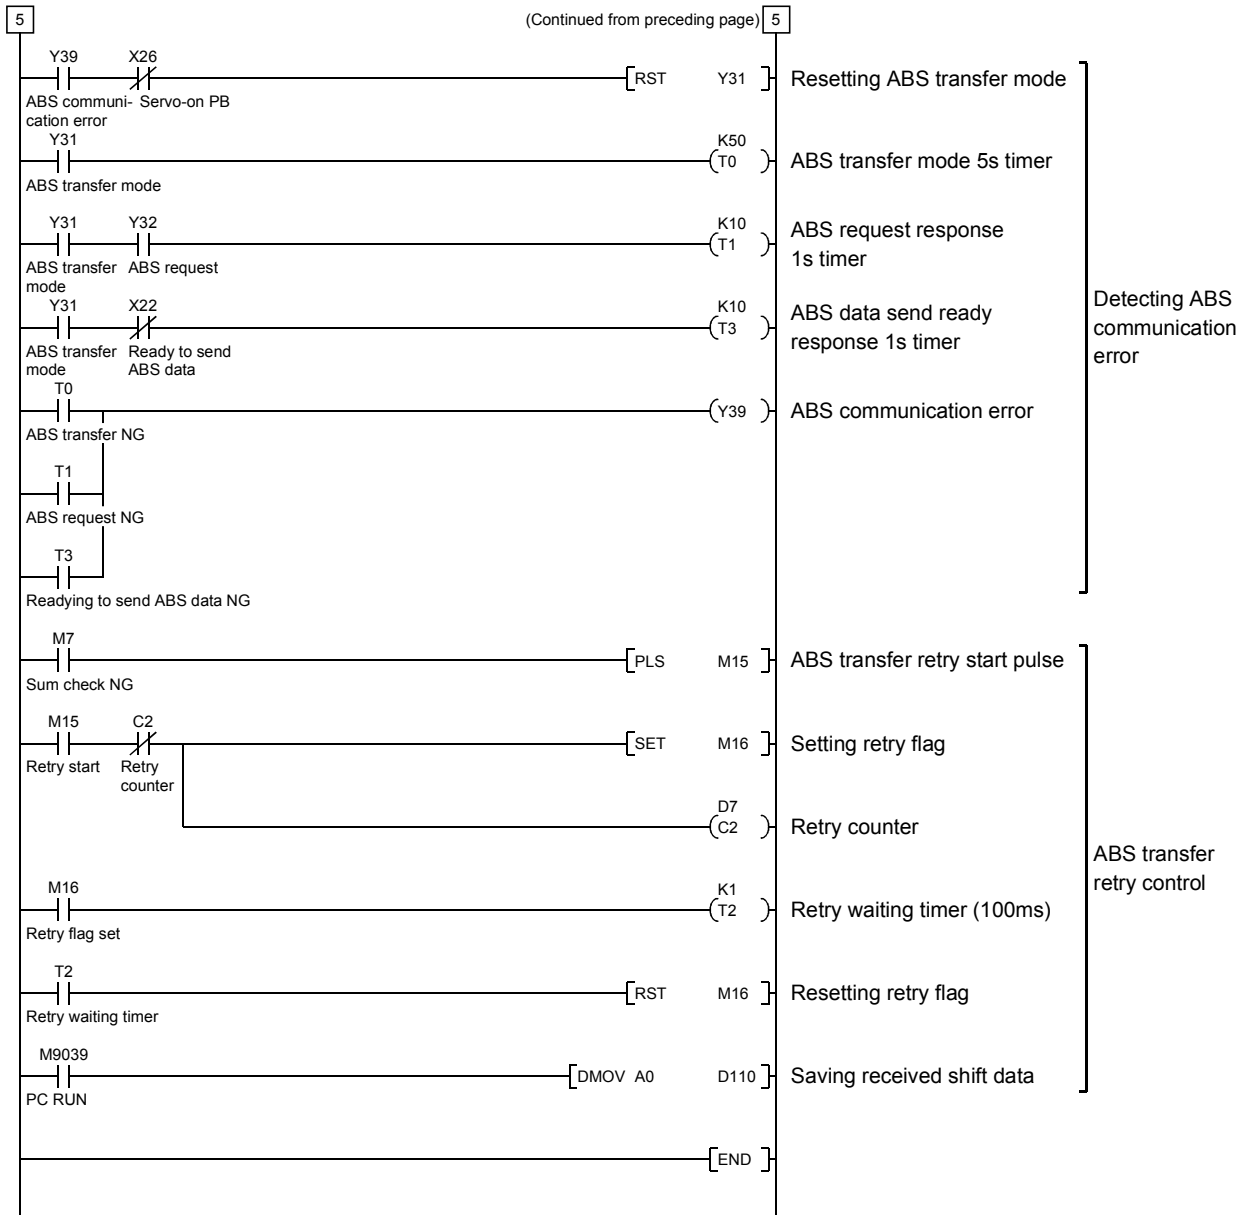 5
(Continued from preceding page) 5
Y39 X26
RST Y31 Resetting ABS transfer mode
ABS communi- Servo-on PB
cation error
Y31 K50
T0 ABS transfer mode 5s timer
ABS transfer mode
Y31 Y32 K10
T1 ABS request response
1s timer
ABS transfer ABS request
mode
Y31 X22 K10
T3 ABS data send ready
response 1s timer
ABS transfer Ready to send
mode ABS data
Detecting ABS
communication
error
T0
Y39 ABS communication error
ABS transfer NG
T1
ABS request NG
T3
Readying to send ABS data NG
M7
PLS M15 ABS transfer retry start pulse
Sum check NG
M15 C2
SET M16 Setting retry flag
Retry start Retry
counter
D7
C2 Retry counter
ABS transfer
retry control
M16 K1
T2 Retry waiting timer (100ms)
Retry flag set
T2
RST M16 Resetting retry flag
Retry waiting timer
M9039
DMOV A0 D110 Saving received shift data
PC RUN
END